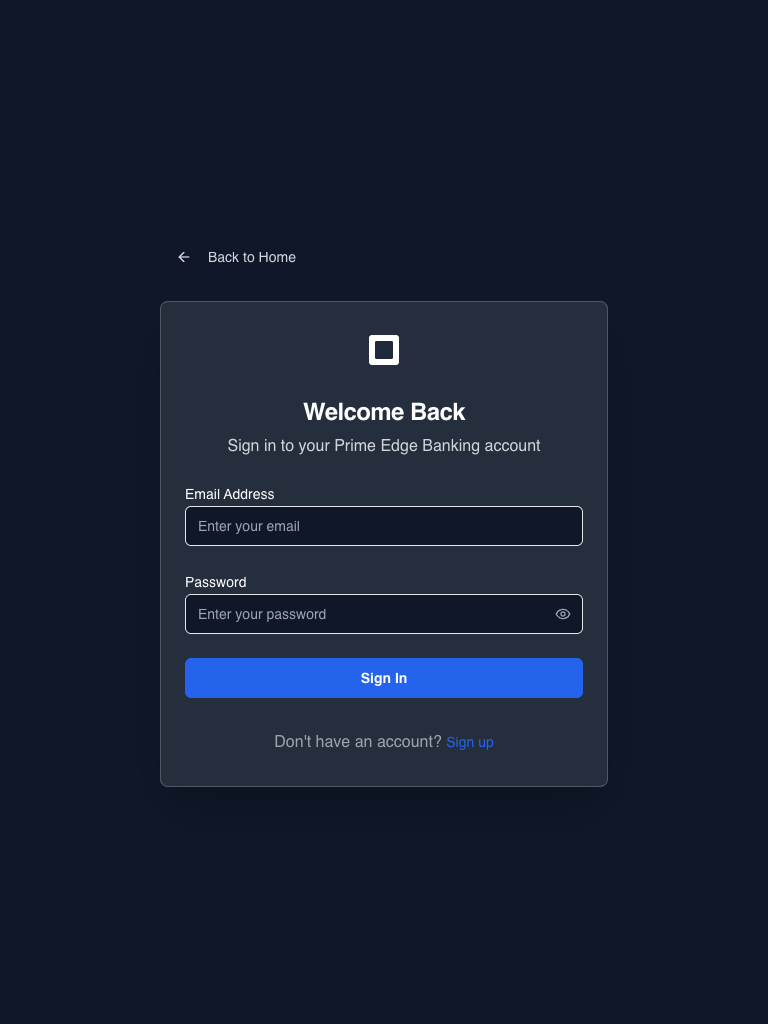 Back to Home
Welcome Back
Sign in to your Prime Edge Banking account
Email Address
Enter your email
Password
Enter your password
Sign In
Don't have an account? Sign up